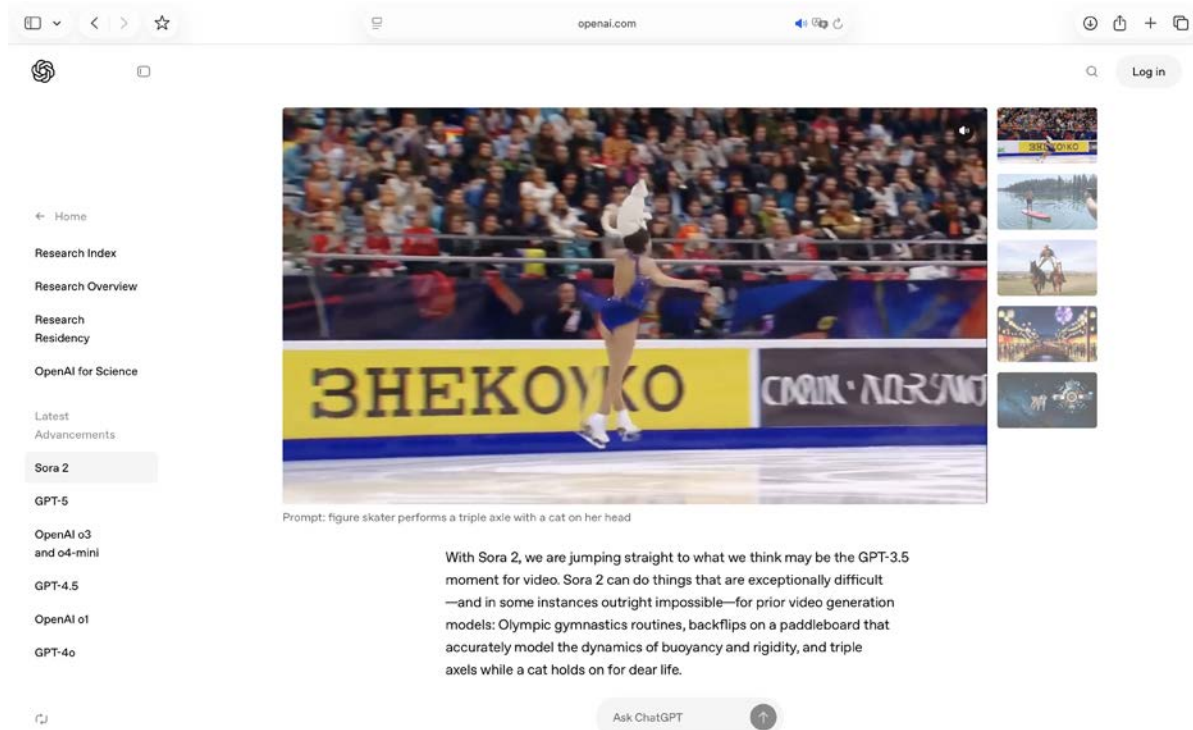 openai.com
Log in
← Home
Research Index
Research Overview
Research
Residency
OpenAI for Science
Latest
Advancements
Sora 2
GPT-5
OpenAI o3
and o4-mini
GPT-4.5
OpenAI o1
GPT-4o
Prompt: figure skater performs a triple axle with a cat on her head
With Sora 2, we are jumping straight to what we think may be the GPT-3.5
moment for video. Sora 2 can do things that are exceptionally difficult
—and in some instances outright impossible—for prior video generation
models: Olympic gymnastics routines, backflips on a paddleboard that
accurately model the dynamics of buoyancy and rigidity, and triple
axels while a cat holds on for dear life.
Ask ChatGPT